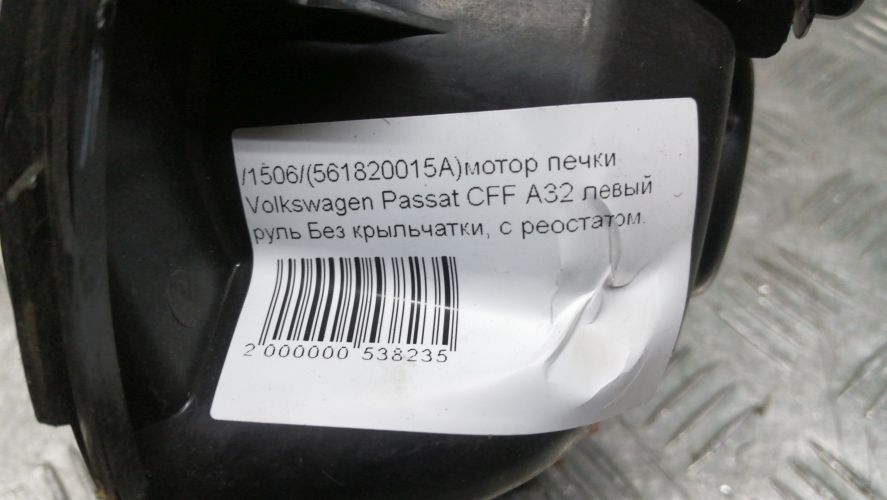 /1506/(561820015A)мотор печки
Volkswagen Passat CFF A32 левый
руль Без крыльчатки, с реостатом.
2 000000 538235